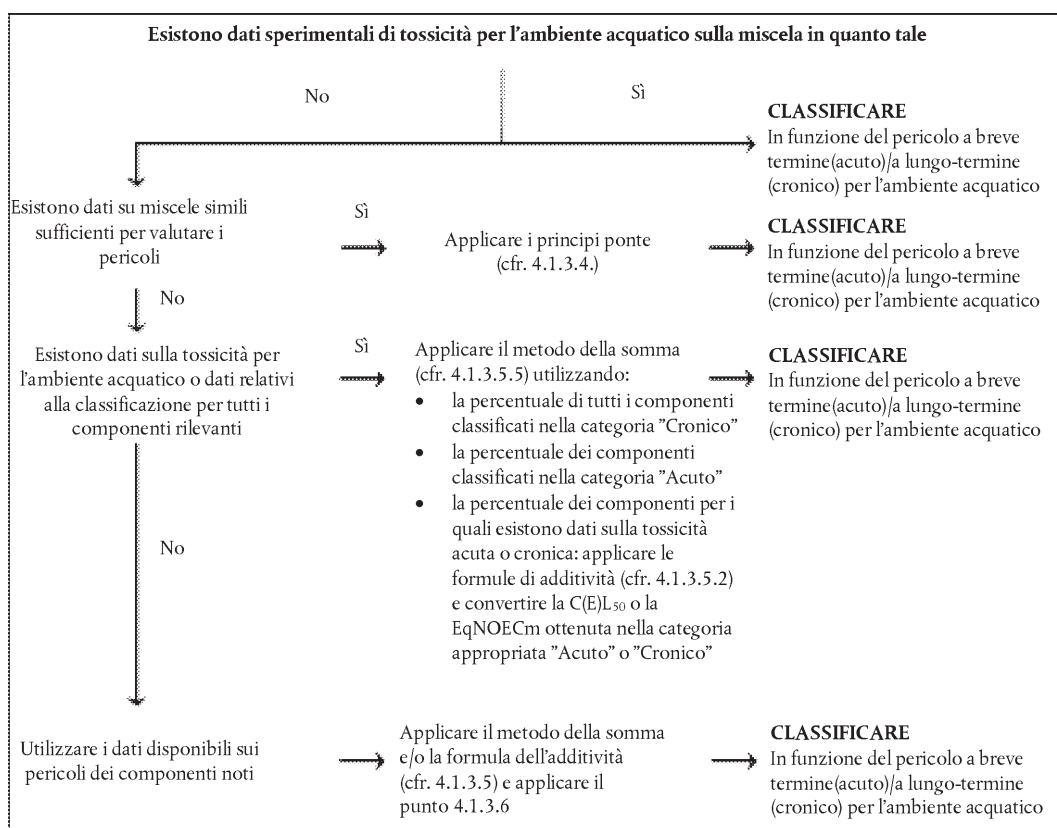 Esistono dati sperimentali di tossicità per l'ambiente acquatico sulla miscela in quanto tale
No
Sì
CLASSIFICARE
In funzione del pericolo a breve
termine(acuto)/a lungo-termine
(cronico) per l'ambiente acquatico
Esistono dati su miscele simili
sufficienti per valutare i
pericoli
Sì
Applicare i principi ponte
(cfr. 4.1.3.4.)
CLASSIFICARE
In funzione del pericolo a breve
termine(acuto)/a lungo-termine
(cronico) per l'ambiente acquatico
No
Esistono dati sulla tossicità per
l'ambiente acquatico o dati relativi
alla classificazione per tutti i
componenti rilevanti
Sì
Applicare il metodo della somma
(cfr. 4.1.3.5.5) utilizzando:
• la percentuale di tutti i componenti
classificati nella categoria "Cronico"
• la percentuale dei componenti
classificati nella categoria "Acuto"
• la percentuale dei componenti per i
quali esistono dati sulla tossicità
acuta o cronica: applicare le
formule di additività (cfr. 4.1.3.5.2)
e convertire la C(E)L50 o la
EqNOECm ottenuta nella categoria
appropriata "Acuto" o "Cronico"
CLASSIFICARE
In funzione del pericolo a breve
termine(acuto)/a lungo-termine
(cronico) per l'ambiente acquatico
No
Utilizzare i dati disponibili sui
pericoli dei componenti noti
Applicare il metodo della somma
e/o la formula dell'additività
(cfr. 4.1.3.5) e applicare il
punto 4.1.3.6
CLASSIFICARE
In funzione del pericolo a breve
termine(acuto)/a lungo-termine
(cronico) per l'ambiente acquatico